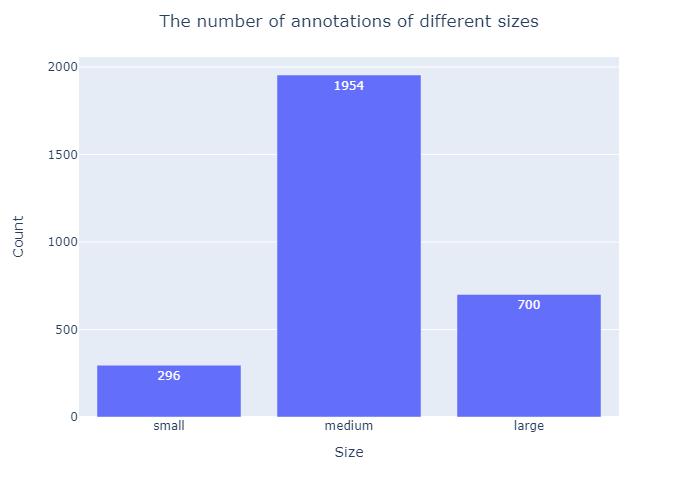 The number of annotations of different sizes
2000
1500
1000
500
0
Count
1954
700
296
small medium large
Size